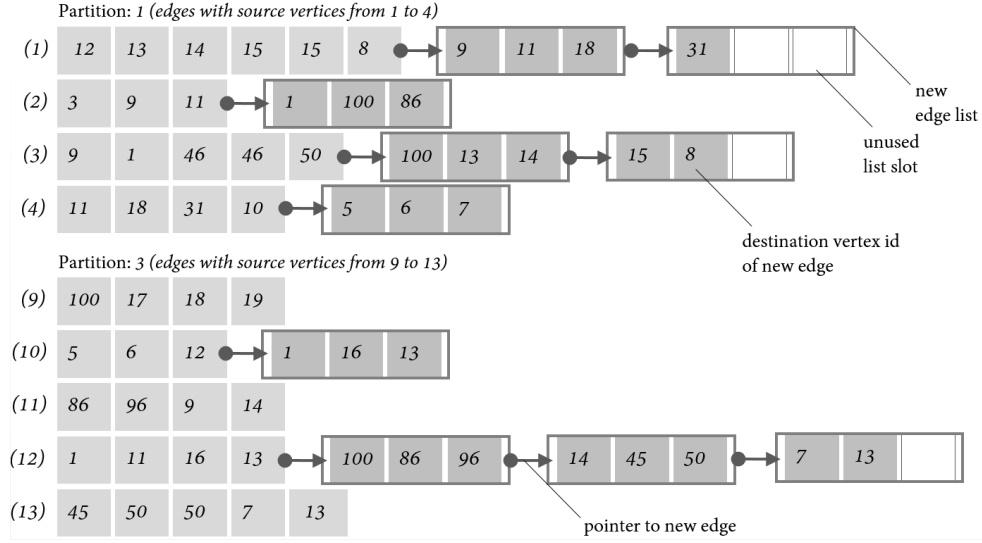 Partition: 1 (edges with source vertices from 1 to 4)
(1) 12 13 14 15 15 8 9 11 18 31
(2) 3 9 11 1 100 86
(3) 9 1 46 46 50 100 13 14 15 8
(4) 11 18 31 10 5 6 7
new
edge list
unused
list slot
destination vertex id
of new edge
Partition: 3 (edges with source vertices from 9 to 13)
(9) 100 17 18 19
(10) 5 6 12 1 16 13
(11) 86 96 9 14
(12) 1 11 16 13 100 86 96 14 45 50 7 13
(13) 45 50 50 7 13
pointer to new edge